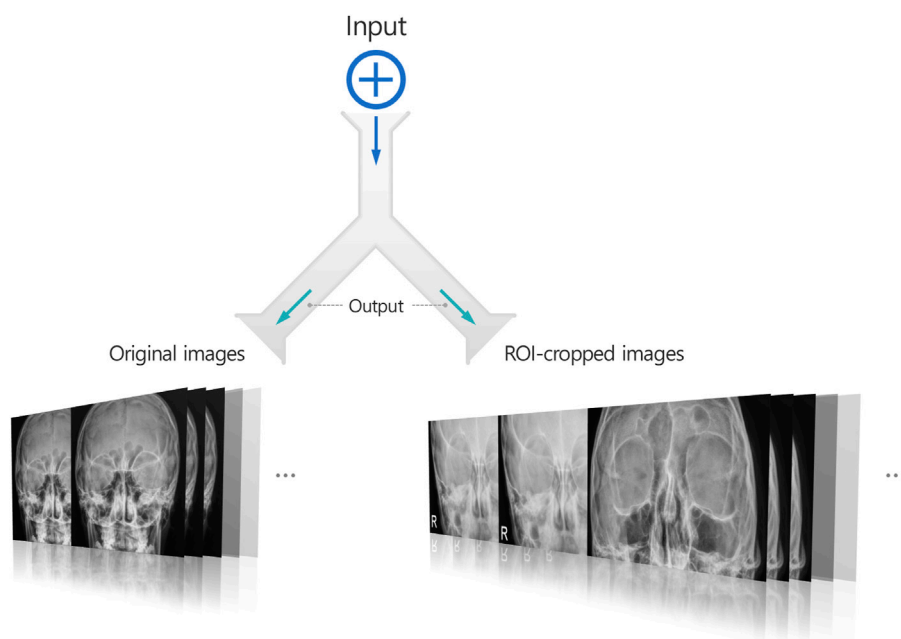 Input
Output
Original images
ROI-cropped images
...
..
R
R